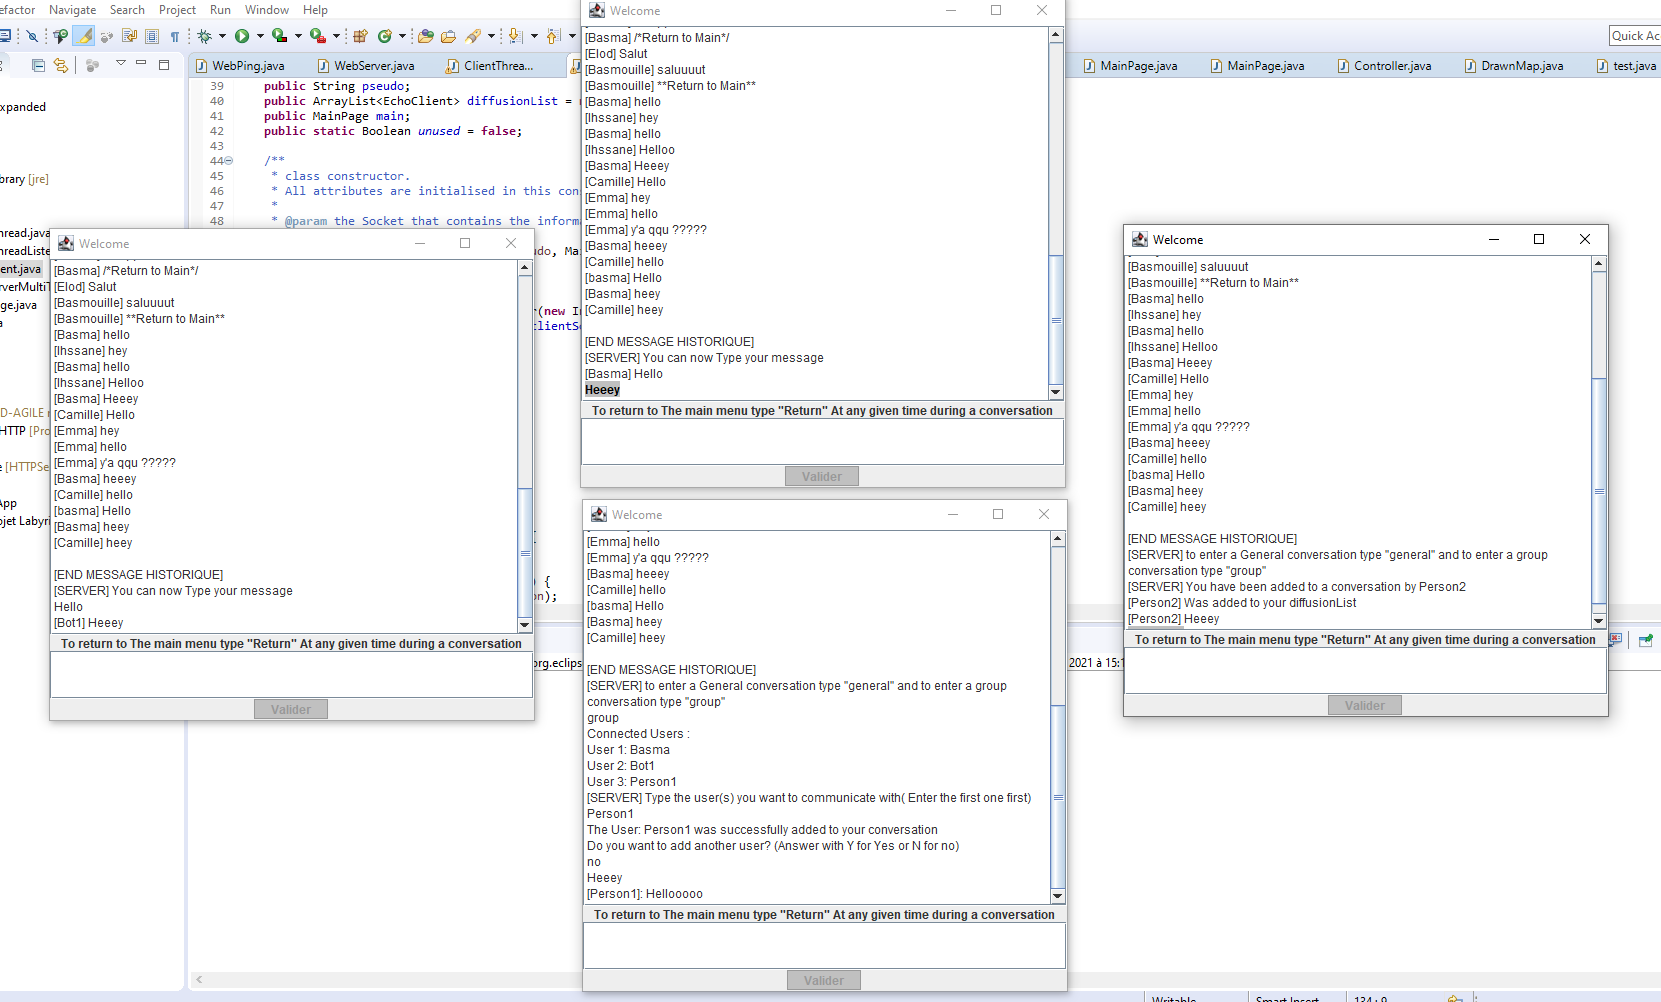 efactor Navigate Search Project Run Window Help
Quick Ac
WebPing.java WebServer.java ClientThrea... MainPage.java MainPage.java Controller.java DrawnMap.java test.java
39 public String pseudo;
40 public ArrayList<EchoClient> diffusionList =
41 public MainPage main;
42 public static Boolean unused = false;
43
44 /**
45 * class constructor.
46 * All attributes are initialised in this con
47 *
48 * @param the Socket that contains the informa
udo, Ma
r(new I
clientSo
) {
on);
xpanded
brary [jre]
hread.java
hreadListe
ent.java
rverMultiT
ge.java
a
D-AGILE
HTTP [Pro
e [HTTPSe
App
ojet Labyri
Welcome
[Basma] /*Return to Main*/
[Elod] Salut
[Basmouille] saluuuut
[Basmouille] **Return to Main**
[Basma] hello
[Ihssane] hey
[Basma] hello
[Ihssane] Helloo
[Basma] Heeey
[Camille] Hello
[Emma] hey
[Emma] hello
[Emma] y'a qqu ?????
[Basma] heeey
[Camille] hello
[basma] Hello
[Basma] heey
[Camille] heey
[END MESSAGE HISTORIQUE]
[SERVER] You can now Type your message
[Basma] Hello
Heeey
To return to The main menu type "Return" At any given time during a conversation
Valider
Welcome
[Basma] /*Return to Main*/
[Elod] Salut
[Basmouille] saluuuut
[Basmouille] **Return to Main**
[Basma] hello
[Ihssane] hey
[Basma] hello
[Ihssane] Helloo
[Basma] Heeey
[Camille] Hello
[Emma] hey
[Emma] hello
[Emma] y'a qqu ?????
[Basma] heeey
[Camille] hello
[basma] Hello
[Basma] heey
[Camille] heey
[END MESSAGE HISTORIQUE]
[SERVER] You can now Type your message
Hello
[Bot1] Heeey
To return to The main menu type "Return" At any given time during a conversation
Valider
Welcome
[Emma] hello
[Emma] y'a qqu ?????
[Basma] heeey
[Camille] hello
[basma] Hello
[Basma] heey
[Camille] heey
[END MESSAGE HISTORIQUE]
[SERVER] to enter a General conversation type "general" and to enter a group
conversation type "group"
group
Connected Users :
User 1: Basma
User 2: Bot1
User 3: Person1
[SERVER] Type the user(s) you want to communicate with( Enter the first one first)
Person1
The User: Person1 was successfully added to your conversation
Do you want to add another user? (Answer with Y for Yes or N for no)
no
Heeey
[Person1]: Hellooooo
To return to The main menu type "Return" At any given time during a conversation
Valider
Welcome
[Basmouille] saluuuut
[Basmouille] **Return to Main**
[Basma] hello
[Ihssane] hey
[Basma] hello
[Ihssane] Helloo
[Basma] Heeey
[Camille] Hello
[Emma] hey
[Emma] hello
[Emma] y'a qqu ?????
[Basma] heeey
[Camille] hello
[basma] Hello
[Basma] heey
[Camille] heey
[END MESSAGE HISTORIQUE]
[SERVER] to enter a General conversation type "general" and to enter a group
conversation type "group"
[SERVER] You have been added to a conversation by Person2
[Person2] Was added to your diffusionList
[Person2] Heeey
To return to The main menu type "Return" At any given time during a conversation
Valider
org.eclips
2021 à 15:1
Writable Smart Insert 134 : 9